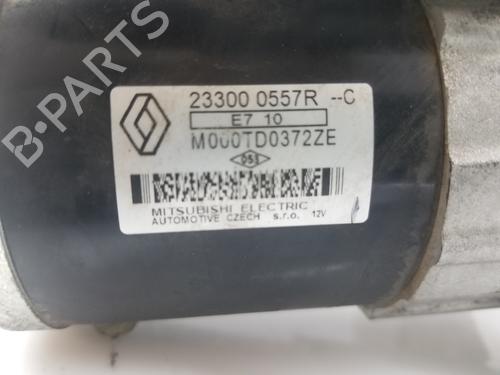 23300 0557R --C
E7 10
M000TD0372ZE
MITSUBISHI ELECTRIC
AUTOMOTIVE CZECH s.r.o. 12V
B-PARTS